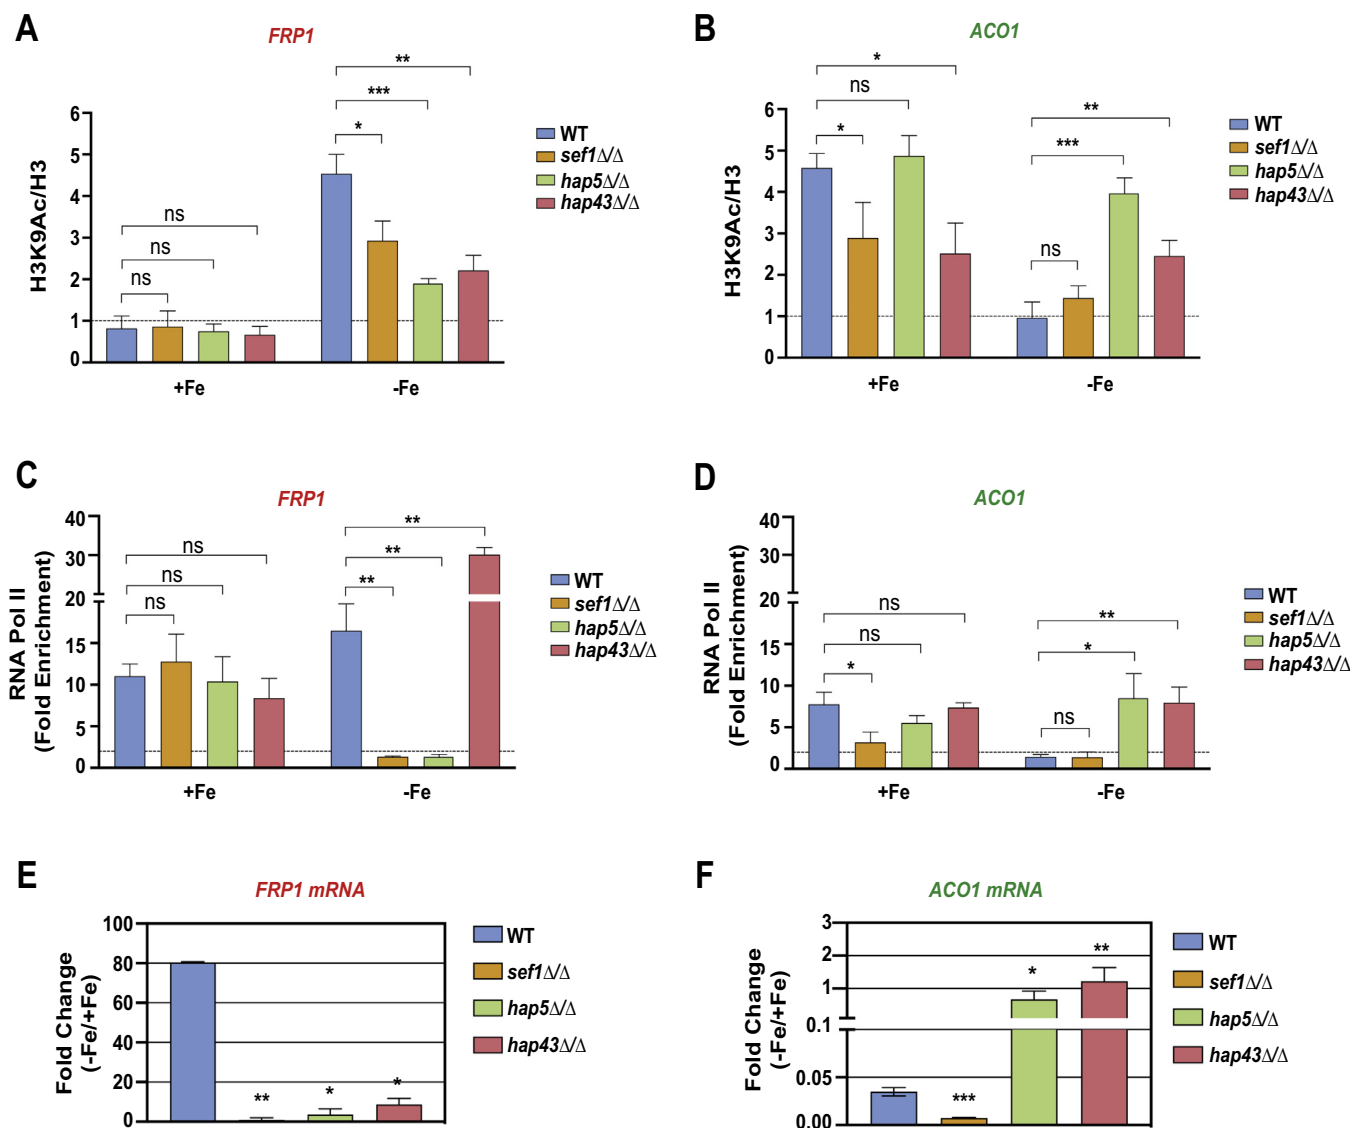 A
FRP1
H3K9Ac/H3
6
5
4
3
2
1
0
ns
ns
ns
*
***
**
+Fe
-Fe
WT
sef1Δ/Δ
hap5Δ/Δ
hap43Δ/Δ
B
ACO1
H3K9Ac/H3
6
5
4
3
2
1
0
*
ns
*
ns
***
**
+Fe
-Fe
WT
sef1Δ/Δ
hap5Δ/Δ
hap43Δ/Δ
C
FRP1
RNA Pol II
(Fold Enrichment)
40
30
20
15
10
5
0
ns
ns
ns
**
**
**
+Fe
-Fe
WT
sef1Δ/Δ
hap5Δ/Δ
hap43Δ/Δ
D
ACO1
RNA Pol II
(Fold Enrichment)
40
30
20
15
10
5
0
*
ns
ns
ns
*
**
+Fe
-Fe
WT
sef1Δ/Δ
hap5Δ/Δ
hap43Δ/Δ
E
FRP1 mRNA
Fold Change
(-Fe/+Fe)
100
80
60
40
20
0
**
*
*
WT
sef1Δ/Δ
hap5Δ/Δ
hap43Δ/Δ
F
ACO1 mRNA
Fold Change
(-Fe/+Fe)
3
2
1
0.1
0.05
0.00
***
*
**
WT
sef1Δ/Δ
hap5Δ/Δ
hap43Δ/Δ